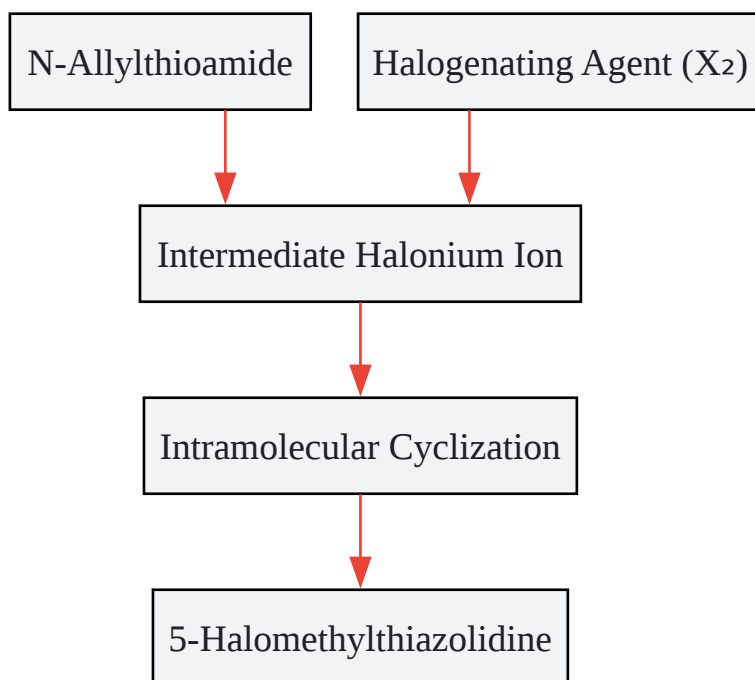 N-Allylthioamide
Halogenating Agent (X₂)
Intermediate Halonium Ion
Intramolecular Cyclization
5-Halomethylthiazolidine